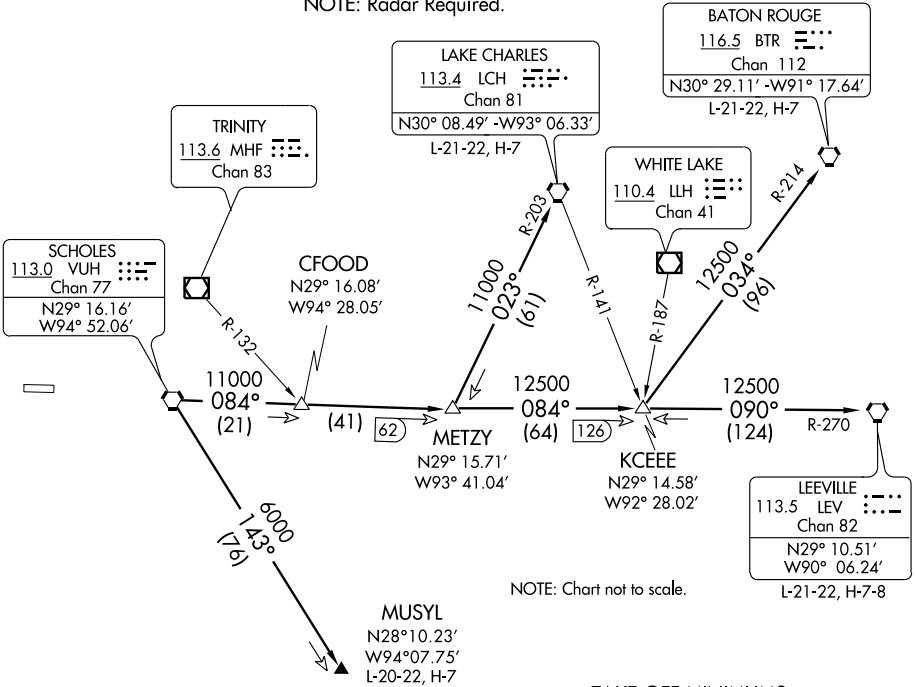 NOTE: Radar Required.
BATON ROUGE
116.5 BTR
Chan 112
N30° 29.11' -W91° 17.64'
L-21-22, H-7
LAKE CHARLES
113.4 LCH
Chan 81
N30° 08.49' -W93° 06.33'
L-21-22, H-7
TRINITY
113.6 MHF
Chan 83
WHITE LAKE
110.4 LLH
Chan 41
SCHOLES
113.0 VUH
Chan 77
N29° 16.16'
W94° 52.06'
CFOOD
N29° 16.08'
W94° 28.05'
R-132
R-203
R-141
R-187
R-214
11000
023°
(61)
12500
034°
(96)
11000
084°
(21)
(41)
62
12500
084°
(64)
126
12500
090°
(124)
R-270
METZY
N29° 15.71'
W93° 41.04'
KCEEE
N29° 14.58'
W92° 28.02'
LEEVILLE
113.5 LEV
Chan 82
N29° 10.51'
W90° 06.24'
L-21-22, H-7-8
6000
143°
(76)
NOTE: Chart not to scale.
MUSYL
N28°10.23'
W94°07.75'
L-20-22, H-7